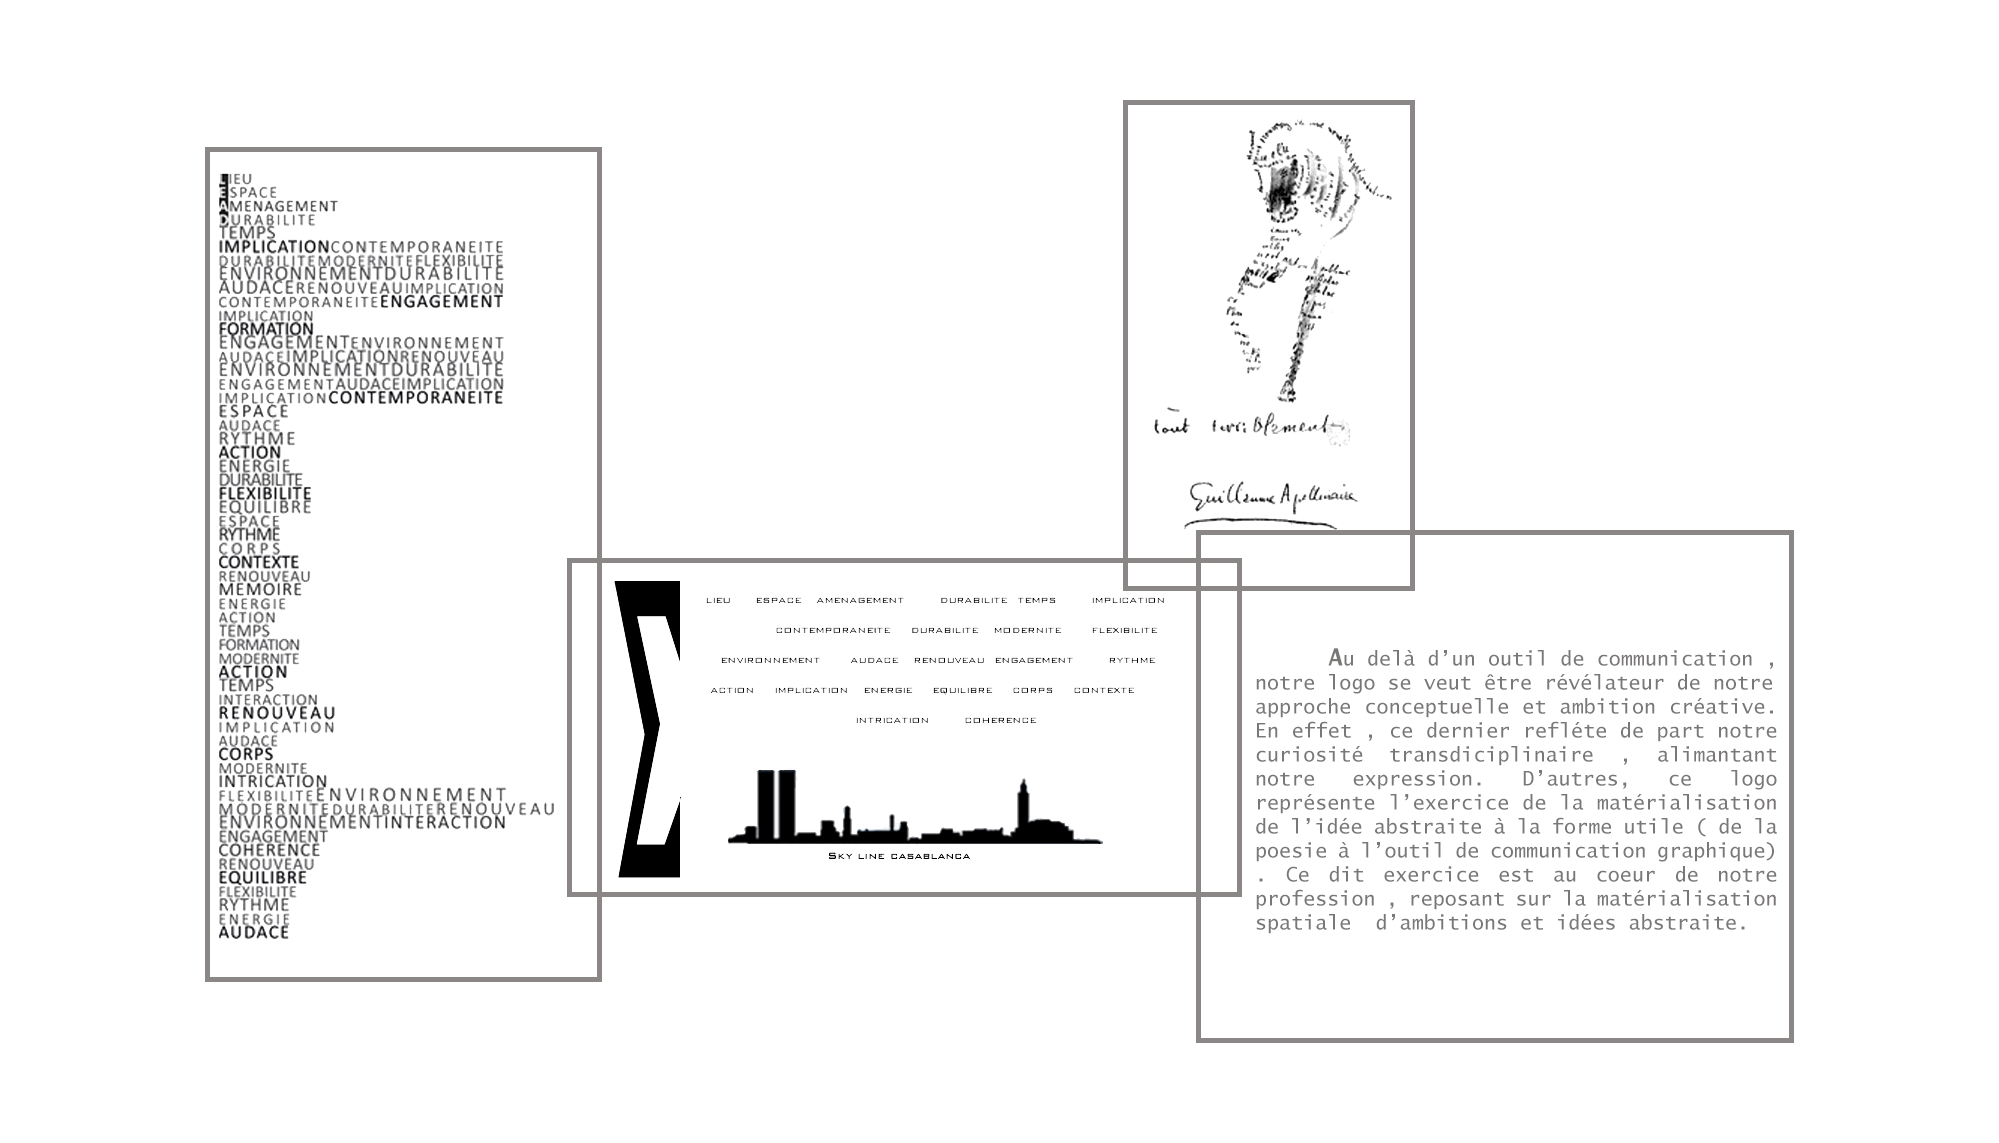 LIEU
ESPACE
AMENAGEMENT
DURABILITE
TEMPS
IMPLICATIONCONTEMPORANEITE
DURABILITEMODERNITEFLEXIBILITE
ENVIRONNEMENTDURABILITE
AUDACERENOUVEAUIMPLICATION
CONTEMPORANEITEENGAGEMENT
IMPLICATION
FORMATION
ENGAGEMENTENVIRONNEMENT
AUDACEIMPLICATIONRENOUVEAU
ENVIRONNEMENTDURABILITE
ENGAGEMENTAUDACEIMPLICATION
IMPLICATIONCONTEMPORANEITE
ESPACE
AUDACE
RYTHME
ACTION
ENERGIE
DURABILITE
FLEXIBILITE
EQUILIBRE
ESPACE
RYTHME
CORPS
CONTEXTE
RENOUVEAU
MEMOIRE
ENERGIE
ACTION
TEMPS
FORMATION
MODERNITE
ACTION
TEMPS
INTERACTION
RENOUVEAU
IMPLICATION
AUDACE
CORPS
MODERNITE
INTRICATION
FLEXIBILITEENVIRONNEMENT
MODERNITEDURABILITERENOUVEAU
ENVIRONNEMENTINTERACTION
ENGAGEMENT
COHERENCE
RENOUVEAU
EQUILIBRE
FLEXIBILITE
RYTHME
ENERGIE
AUDACE
LIEU ESPACE AMENAGEMENT DURABILITE TEMPS IMPLICATION
CONTEMPORANEITE DURABILITE MODERNITE FLEXIBILITE
ENVIRONNEMENT AUDACE RENOUVEAU ENGAGEMENT RYTHME
ACTION IMPLICATION ENERGIE EQUILIBRE CORPS CONTEXTE
INTRICATION COHERENCE
SKY LINE CASABLANCA
tout terriblement
Guillaume Apollinaire
Au delà d'un outil de communication ,
notre logo se veut être révélateur de notre
approche conceptuelle et ambition créative.
En effet , ce dernier refléte de part notre
curiosité transdiciplinaire , alimantant
notre expression. D'autres, ce logo
représente l'exercice de la matérialisation
de l'idée abstraite à la forme utile ( de la
poesie à l'outil de communication graphique)
. Ce dit exercice est au coeur de notre
profession , reposant sur la matérialisation
spatiale d'ambitions et idées abstraite.